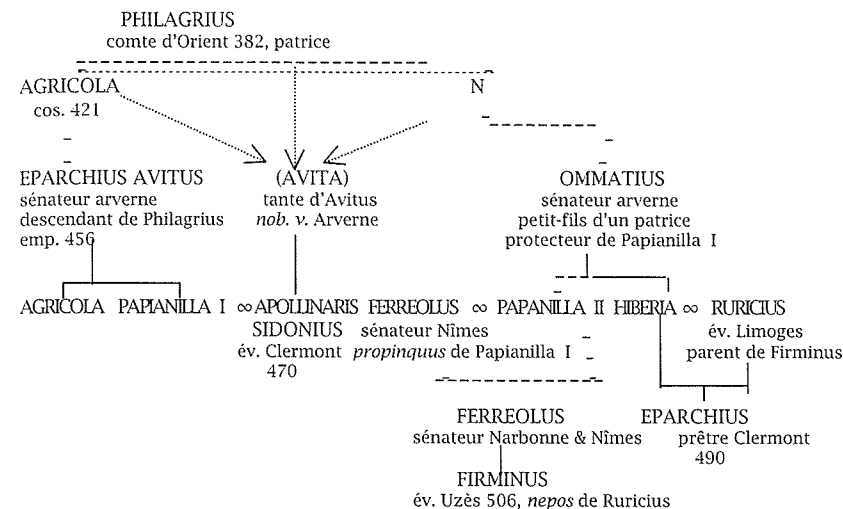 PHILAGRIUS
comte d'Orient 382, patrice
AGRICOLA N
cos. 421
EPARCHIUS AVITUS (AVITA) OMMATIUS
sénateur arverne tante d'Avitus sénateur arverne
descendant de Philagrius nob. v. Arverne petit-fils d'un patrice
emp. 456 protecteur de Papianilla I
AGRICOLA PAPIANILLA I ∞ APOLLINARIS FERREOLUS ∞ PAPANILLA II HIBERIA ∞ RURICIUS
SIDONIUS sénateur Nîmes év. Limoges
év. Clermont propinquus de Papianilla I parent de Firminus
470
FERREOLUS EPARCHIUS
sénateur Narbonne & Nîmes prêtre Clermont
490
FIRMINUS
év. Uzès 506, nepos de Ruricius